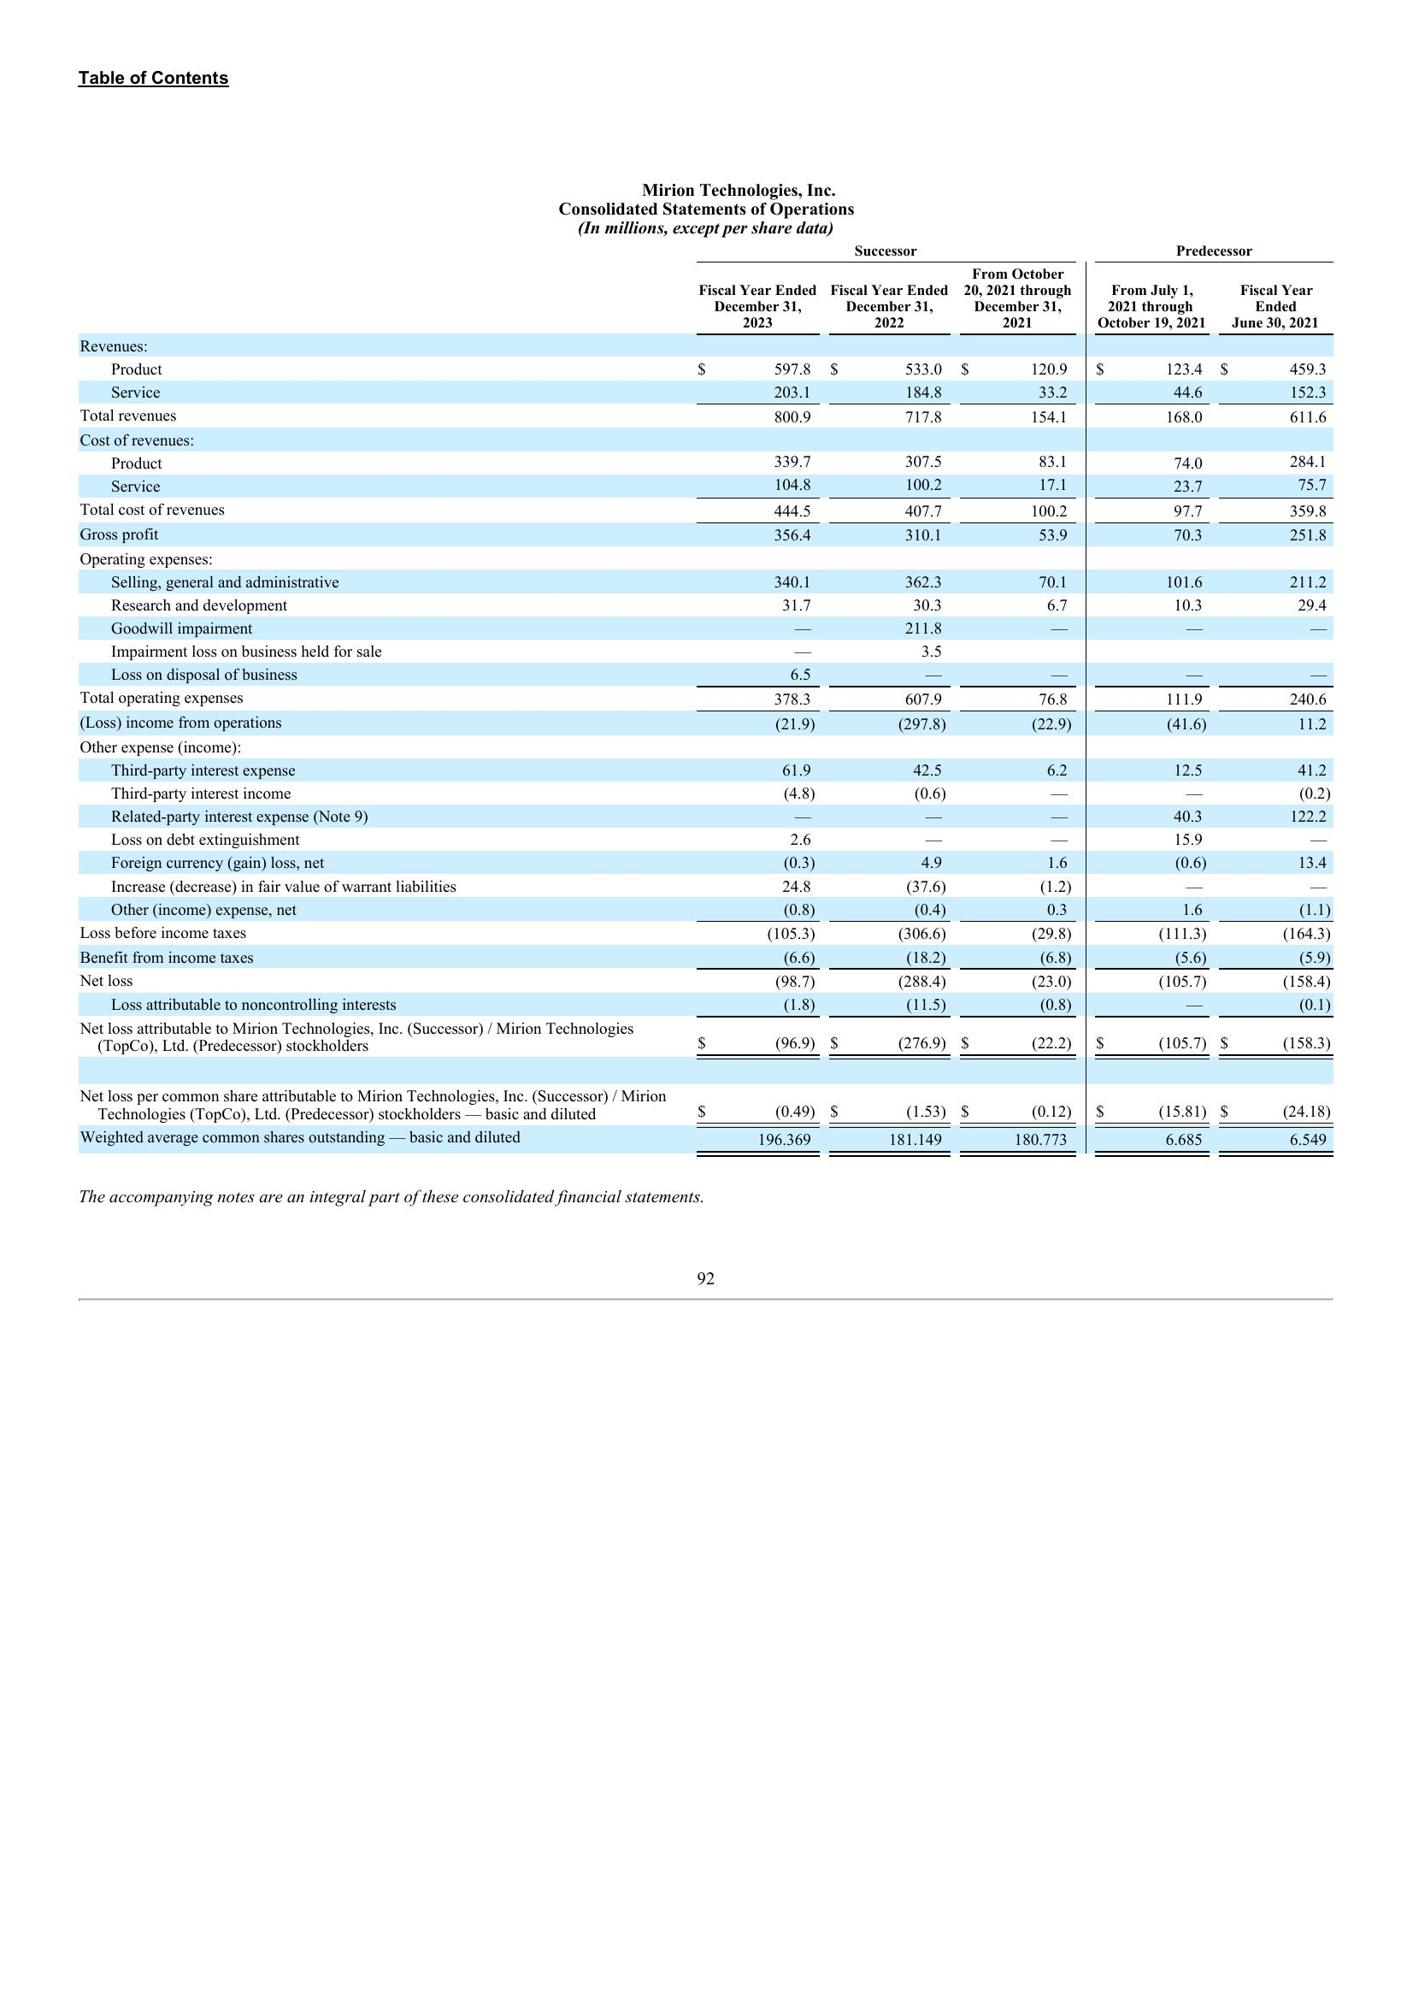 Table of Contents
Mirion Technologies, Inc.
Consolidated Statements of Operations
(In millions, except per share data)
Successor Predecessor
Fiscal Year Ended December 31, 2023 Fiscal Year Ended December 31, 2022 From October 20, 2021 through December 31, 2021 From July 1, 2021 through October 19, 2021 Fiscal Year Ended June 30, 2021
Revenues:
Product $ 597.8 $ 533.0 $ 120.9 $ 123.4 $ 459.3
Service 203.1 184.8 33.2 44.6 152.3
Total revenues 800.9 717.8 154.1 168.0 611.6
Cost of revenues:
Product 339.7 307.5 83.1 74.0 284.1
Service 104.8 100.2 17.1 23.7 75.7
Total cost of revenues 444.5 407.7 100.2 97.7 359.8
Gross profit 356.4 310.1 53.9 70.3 251.8
Operating expenses:
Selling, general and administrative 340.1 362.3 70.1 101.6 211.2
Research and development 31.7 30.3 6.7 10.3 29.4
Goodwill impairment — 211.8 — — —
Impairment loss on business held for sale — 3.5
Loss on disposal of business 6.5 — — — —
Total operating expenses 378.3 607.9 76.8 111.9 240.6
(Loss) income from operations (21.9) (297.8) (22.9) (41.6) 11.2
Other expense (income):
Third-party interest expense 61.9 42.5 6.2 12.5 41.2
Third-party interest income (4.8) (0.6) — — (0.2)
Related-party interest expense (Note 9) — — — 40.3 122.2
Loss on debt extinguishment 2.6 — — 15.9 —
Foreign currency (gain) loss, net (0.3) 4.9 1.6 (0.6) 13.4
Increase (decrease) in fair value of warrant liabilities 24.8 (37.6) (1.2) — —
Other (income) expense, net (0.8) (0.4) 0.3 1.6 (1.1)
Loss before income taxes (105.3) (306.6) (29.8) (111.3) (164.3)
Benefit from income taxes (6.6) (18.2) (6.8) (5.6) (5.9)
Net loss (98.7) (288.4) (23.0) (105.7) (158.4)
Loss attributable to noncontrolling interests (1.8) (11.5) (0.8) — (0.1)
Net loss attributable to Mirion Technologies, Inc. (Successor) / Mirion Technologies
(TopCo), Ltd. (Predecessor) stockholders $ (96.9) $ (276.9) $ (22.2) $ (105.7) $ (158.3)
Net loss per common share attributable to Mirion Technologies, Inc. (Successor) / Mirion
Technologies (TopCo), Ltd. (Predecessor) stockholders — basic and diluted $ (0.49) $ (1.53) $ (0.12) $ (15.81) $ (24.18)
Weighted average common shares outstanding — basic and diluted 196.369 181.149 180.773 6.685 6.549
The accompanying notes are an integral part of these consolidated financial statements.
92